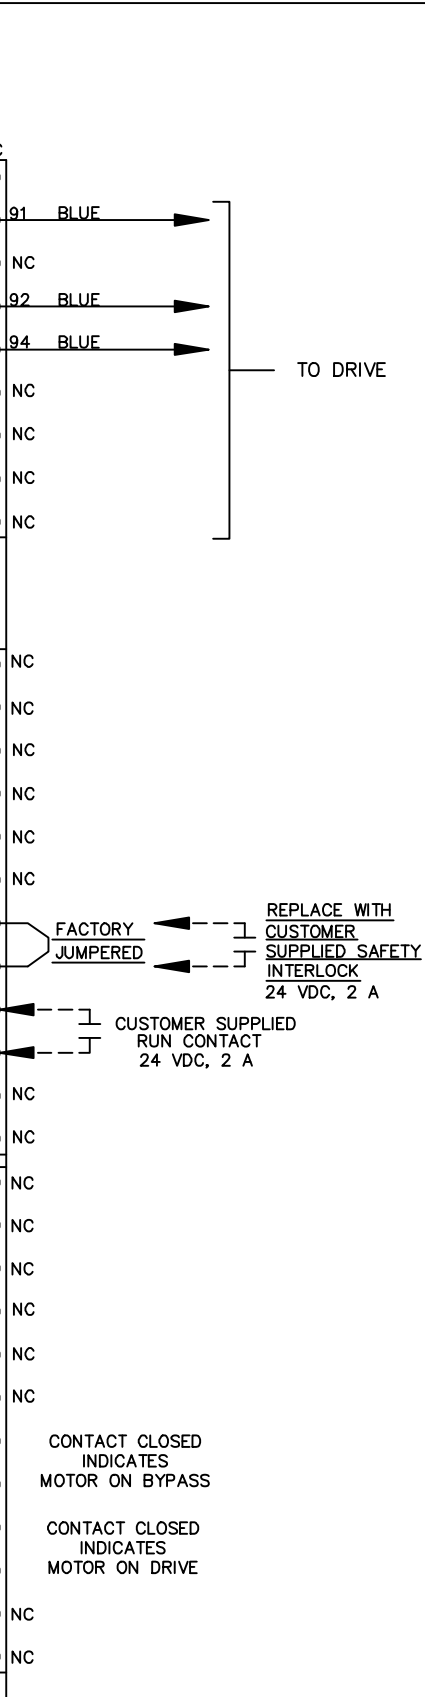 91 BLUE
NC
92 BLUE
94 BLUE
TO DRIVE
NC
NC
NC
NC
NC
NC
NC
NC
NC
NC
FACTORY
JUMPERED
REPLACE WITH
CUSTOMER
SUPPLIED SAFETY
INTERLOCK
24 VDC, 2 A
CUSTOMER SUPPLIED
RUN CONTACT
24 VDC, 2 A
NC
NC
NC
NC
NC
NC
NC
NC
CONTACT CLOSED
INDICATES
MOTOR ON BYPASS
CONTACT CLOSED
INDICATES
MOTOR ON DRIVE
NC
NC